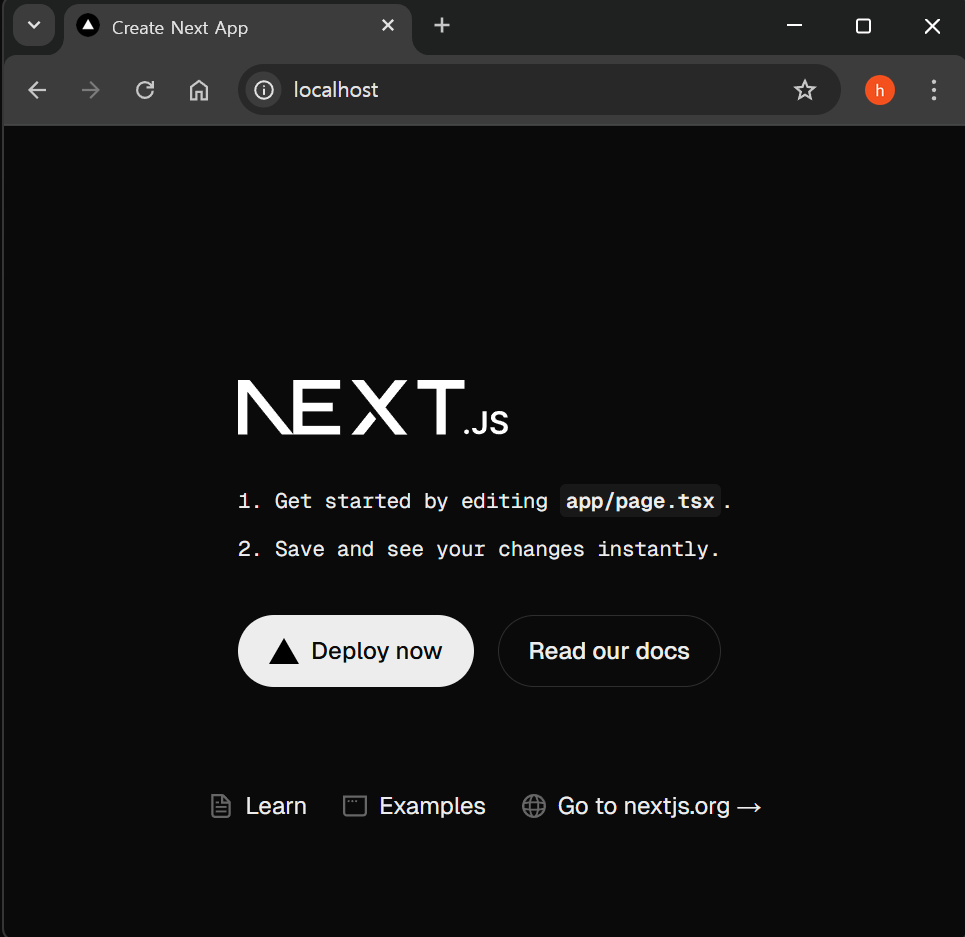 Create Next App
localhost
h
NEXT.JS
1. Get started by editing app/page.tsx.
2. Save and see your changes instantly.
Deploy now
Read our docs
Learn
Examples
Go to nextjs.org →